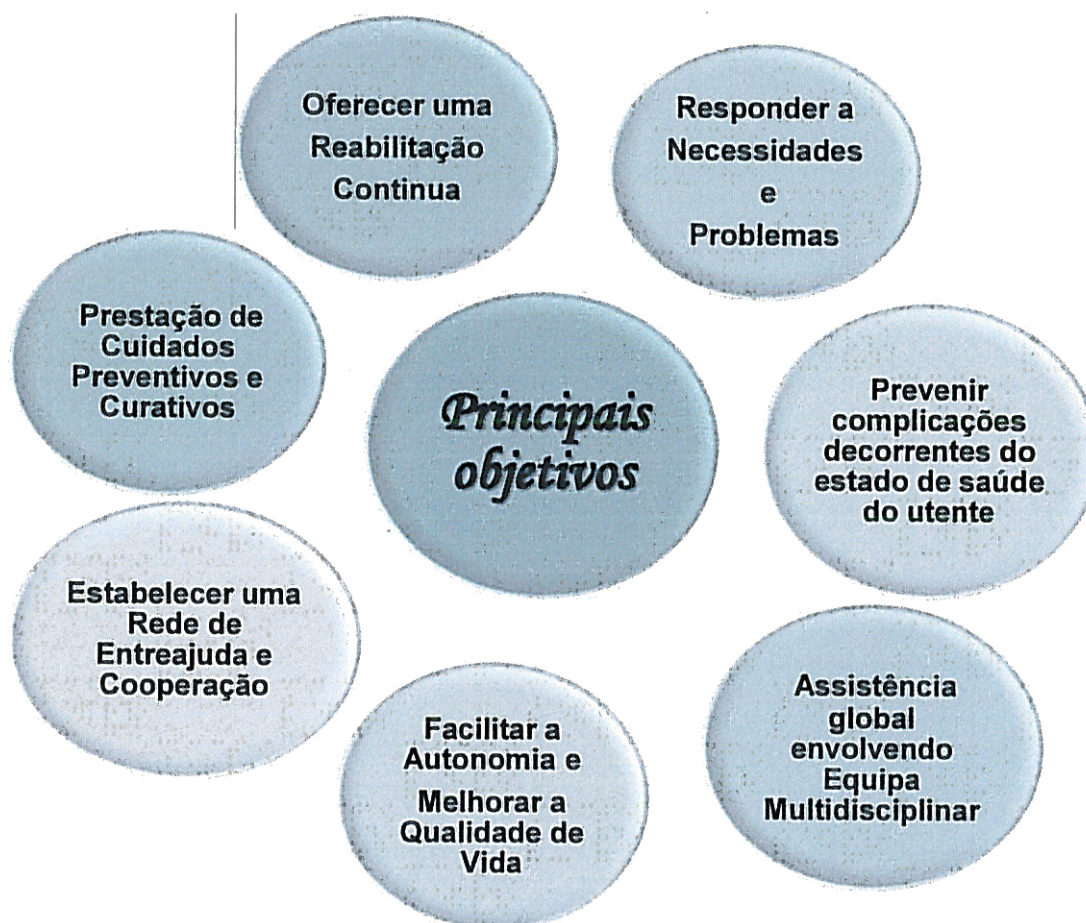 Oferecer uma
Reabilitação
Continua
Responder a
Necessidades
e
Problemas
Prestação de
Cuidados
Preventivos e
Curativos
Principais
objetivos
Prevenir
complicações
decorrentes do
estado de saúde
do utente
Estabelecer uma
Rede de
Entreajuda e
Cooperação
Facilitar a
Autonomia e
Melhorar a
Qualidade de
Vida
Assistência
global
envolvendo
Equipa
Multidisciplinar